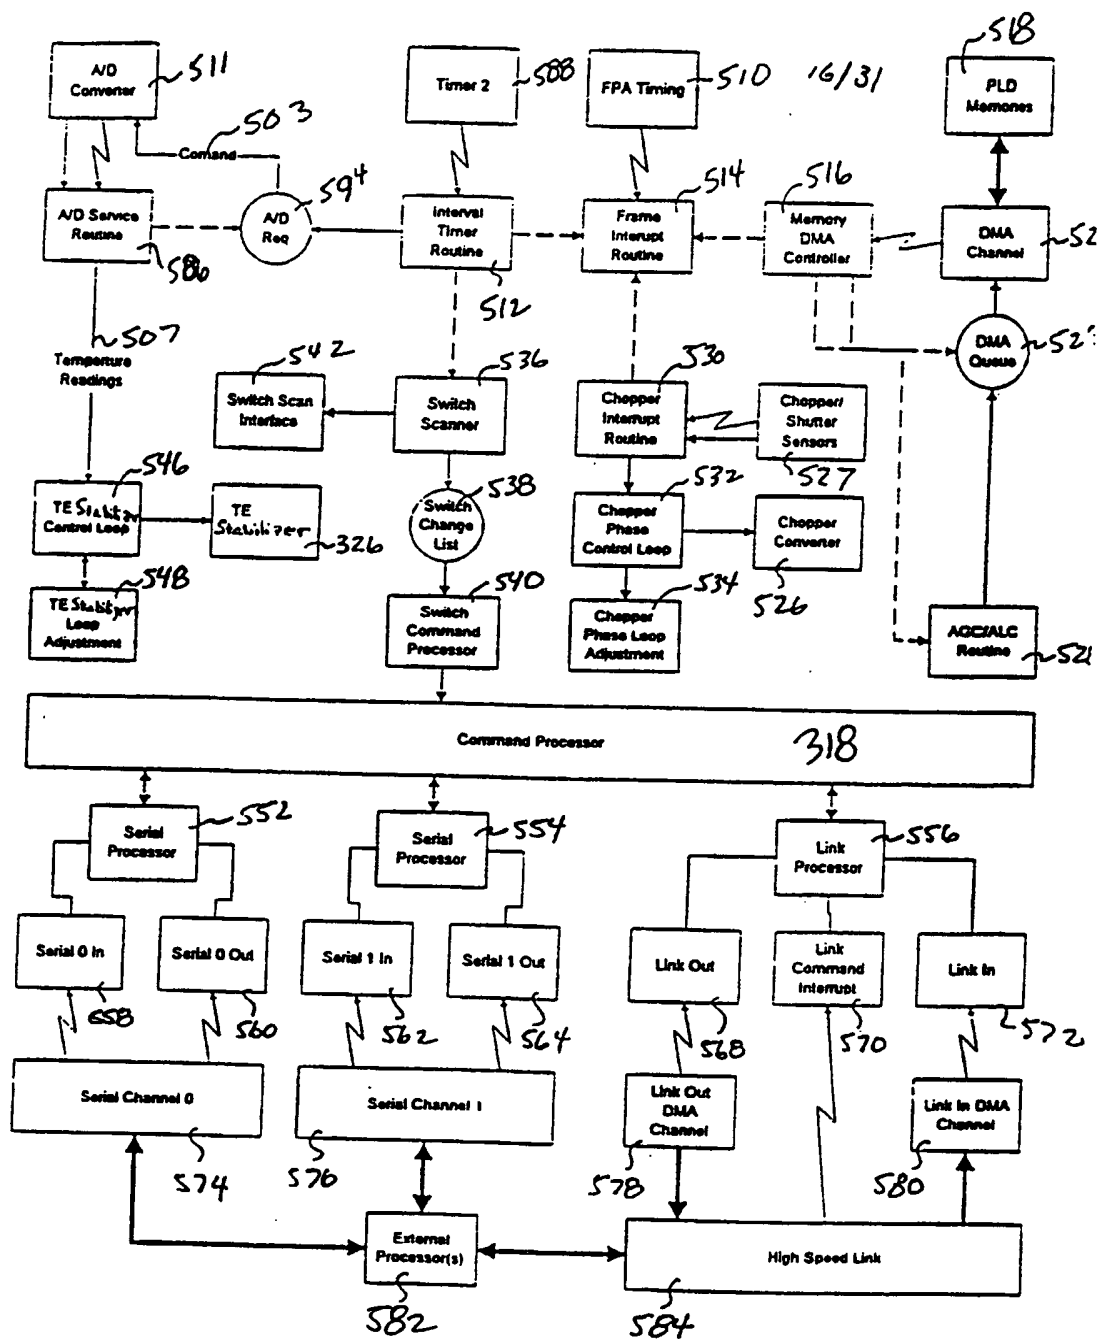 A/D
Converter
511
Timer 2
588
FPA Timing
510
16/31
518
PLD
Memories
503
Comand
594
A/D Service
Routine
586
A/D
Req
Interval
Timer
Routine
512
514
Frame
Interupt
Routine
516
Memory
DMA
Controller
DMA
Channel
52
507
Temperture
Readings
542
Switch Scan
Interface
536
Switch
Scanner
530
Chopper
Interrupt
Routine
Chopper/
Shutter
Sensors
527
DMA
Queue
52
546
TE Stabilizer
Control Loop
TE
Stabilizer
326
538
Switch
Change
List
532
Chopper
Phase
Control Loop
Chopper
Converter
526
548
TE Stabilizer
Loop
Adjustment
540
Switch
Command
Precessor
534
Chopper
Phase Loop
Adjustment
AGC/ALC
Routine
521
Command Processor
318
552
Serial
Processor
554
Serial
Processor
556
Link
Processor
Serial 0 In
658
Serial 0 Out
560
Serial 1 In
562
Serial 1 Out
564
Link Out
568
Link
Command
Interrupt
570
Link In
572
Serial Channel 0
574
Serial Channel 1
576
Link Out
DMA
Channel
578
Link In DMA
Channel
580
External
Processor(s)
582
High Speed Link
584